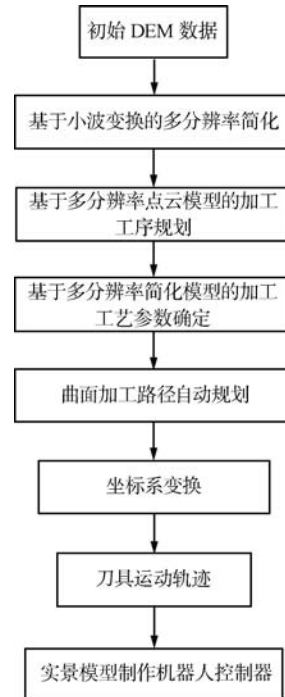 初始 DEM 数据
基于小波变换的多分辨率简化
基于多分辨率点云模型的加工
工序规划
基于多分辨率简化模型的加工
工艺参数确定
曲面加工路径自动规划
坐标系变换
刀具运动轨迹
实景模型制作机器人控制器